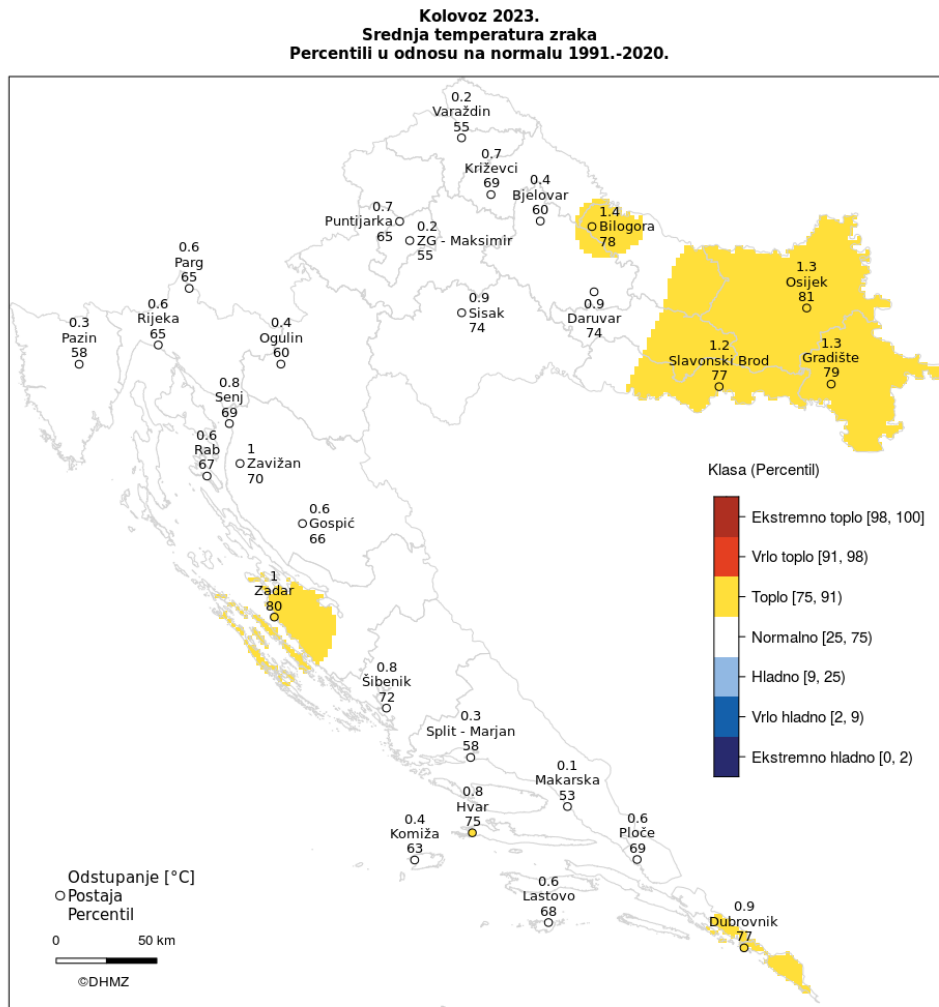 Kolovoz 2023.
Srednja temperatura zraka
Percentili u odnosu na normalu 1991.-2020.
0.2
Varaždin
55
0.7
Križevci
69
0.4
Bjelovar
60
1.4
Bilogora
78
0.7
Puntijarka
65
0.2
ZG - Maksimir
55
0.6
Parg
65
1.3
Osijek
81
0.9
Sisak
74
0.9
Daruvar
74
0.3
Pazin
58
0.6
Rijeka
65
0.4
Ogulin
60
1.2
Slavonski Brod
77
1.3
Gradište
79
0.8
Senj
69
0.6
Rab
67
1
Zavižan
70
0.6
Gospić
66
1
Zadar
80
0.8
Šibenik
72
0.3
Split - Marjan
58
0.1
Makarska
53
0.8
Hvar
75
0.4
Komiža
63
0.6
Ploče
69
0.6
Lastovo
68
0.9
Dubrovnik
77
Klasa (Percentil)
Ekstremno toplo [98, 100]
Vrlo toplo [91, 98)
Toplo [75, 91)
Normalno [25, 75)
Hladno [9, 25)
Vrlo hladno [2, 9)
Ekstremno hladno [0, 2)
Odstupanje [°C]
Postaja
Percentil
0 50 km
©DHMZ